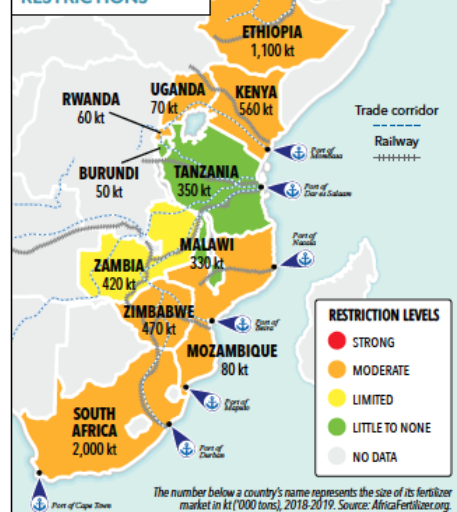 RESTRICTIONS
ETHIOPIA
1,100 kt
UGANDA
70 kt
KENYA
560 kt
RWANDA
60 kt
Trade corridor
Railway
Port of
Mombasa
BURUNDI
50 kt
TANZANIA
350 kt
Port of
Dar es Salaam
Port of
Nacala
MALAWI
330 kt
ZAMBIA
420 kt
ZIMBABWE
470 kt
Port of
Beira
MOZAMBIQUE
80 kt
Port of
Maputo
SOUTH
AFRICA
2,000 kt
Port of
Durban
Port of Cape Town
RESTRICTION LEVELS
STRONG
MODERATE
LIMITED
LITTLE TO NONE
NO DATA
The number below a country's name represents the size of its fertilizer
market in kt ('000 tons), 2018-2019. Source: AfricaFertilizer.org.